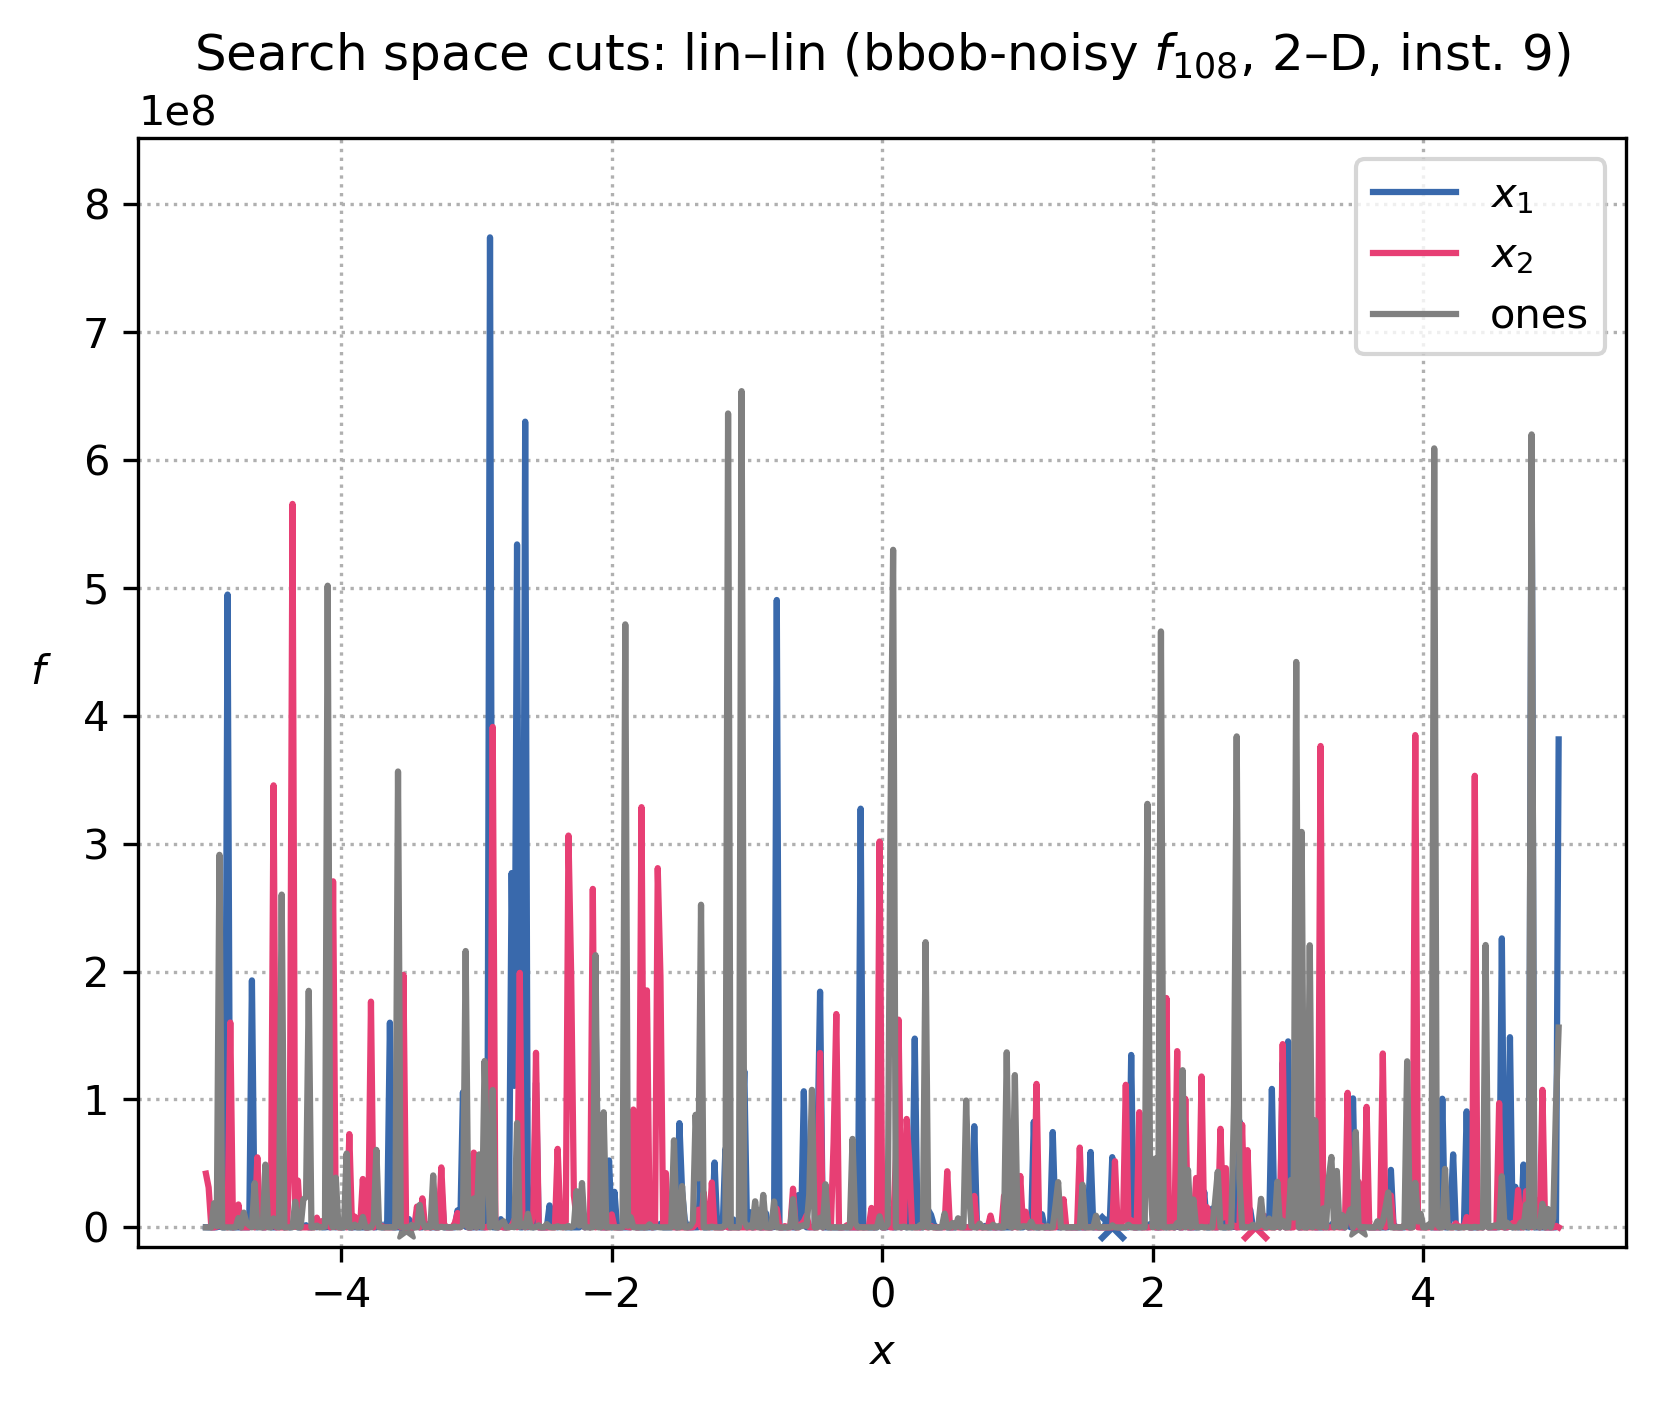 Search space cuts: lin–lin (bbob-noisy f₁₀₈, 2–D, inst. 9)
1e8
8
7
6
5
4
3
2
1
0
f
x₁
x₂
ones
−4 −2 0 2 4
x